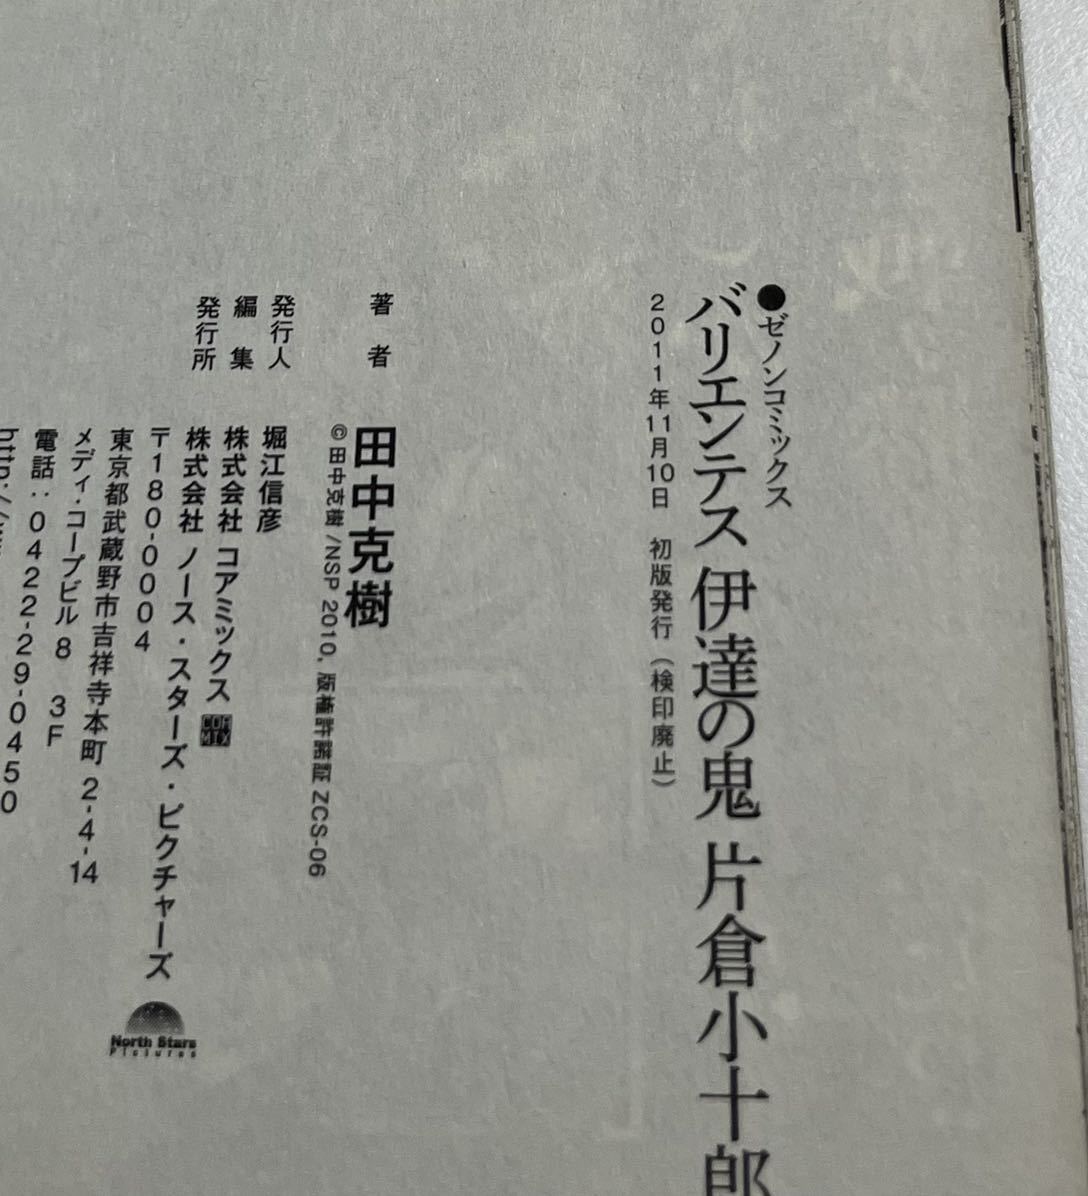 ●ゼノンコミックス
バリエンテス 伊達の鬼 片倉小十郎
2011年11月10日 初版発行（検印廃止）
著者 田中克樹
©田中克樹/NSP 2010, 版権許諾証ZCS-06
発行人 堀江信彦
編集 株式会社 コアミックス COAMIX
発行所 株式会社 ノース・スターズ・ピクチャーズ
North Stars
Pictures
〒180-0004
東京都武蔵野市吉祥寺本町2-4-14
メディ・コープビル8 3F
電話：0422-29-0450